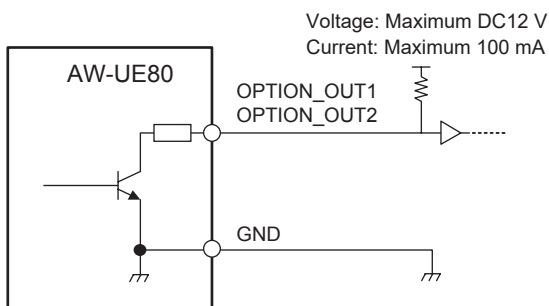 Voltage: Maximum DC12 V
Current: Maximum 100 mA
AW-UE80
OPTION_OUT1
OPTION_OUT2
GND